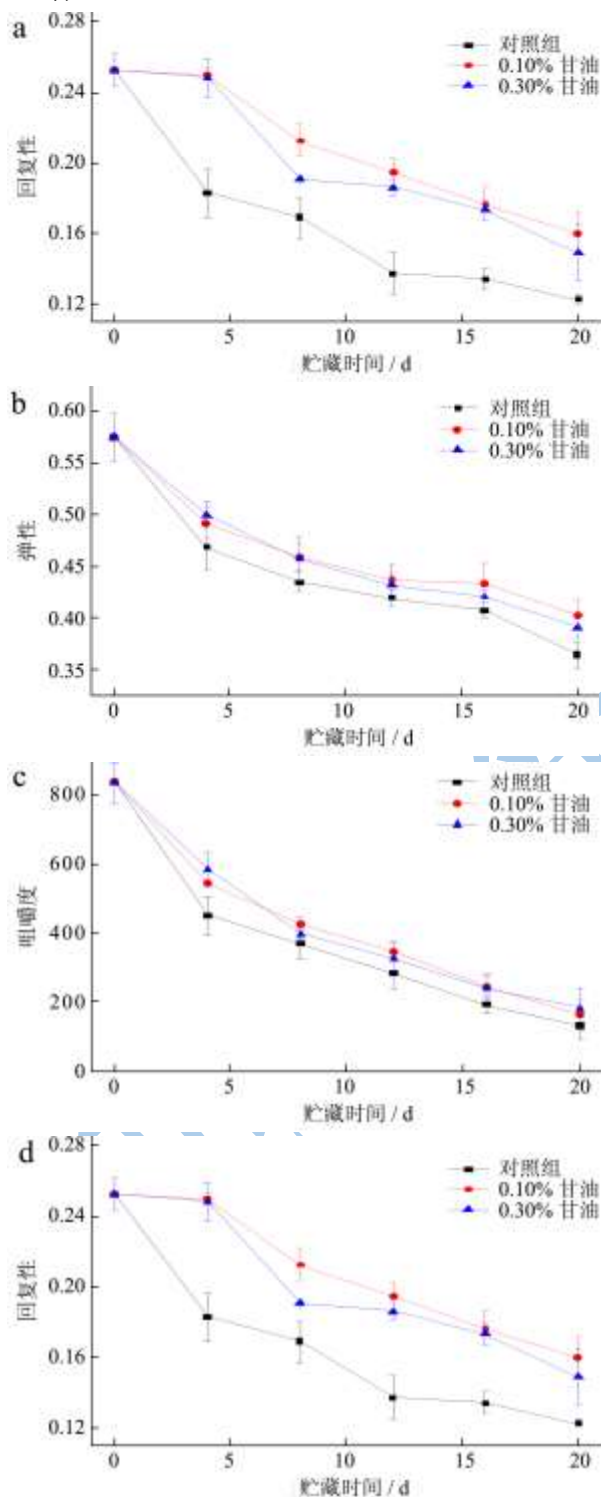 a
0.28
0.24
0.20
0.16
0.12
回复性
对照组
0.10% 甘油
0.30% 甘油
0 5 10 15 20
贮藏时间 / d
b
0.60
0.55
0.50
0.45
0.40
0.35
弹性
对照组
0.10% 甘油
0.30% 甘油
0 5 10 15 20
贮藏时间 / d
c
800
600
400
200
0
咀嚼度
对照组
0.10% 甘油
0.30% 甘油
0 5 10 15 20
贮藏时间 / d
d
0.28
0.24
0.20
0.16
0.12
回复性
对照组
0.10% 甘油
0.30% 甘油
0 5 10 15 20
贮藏时间 / d